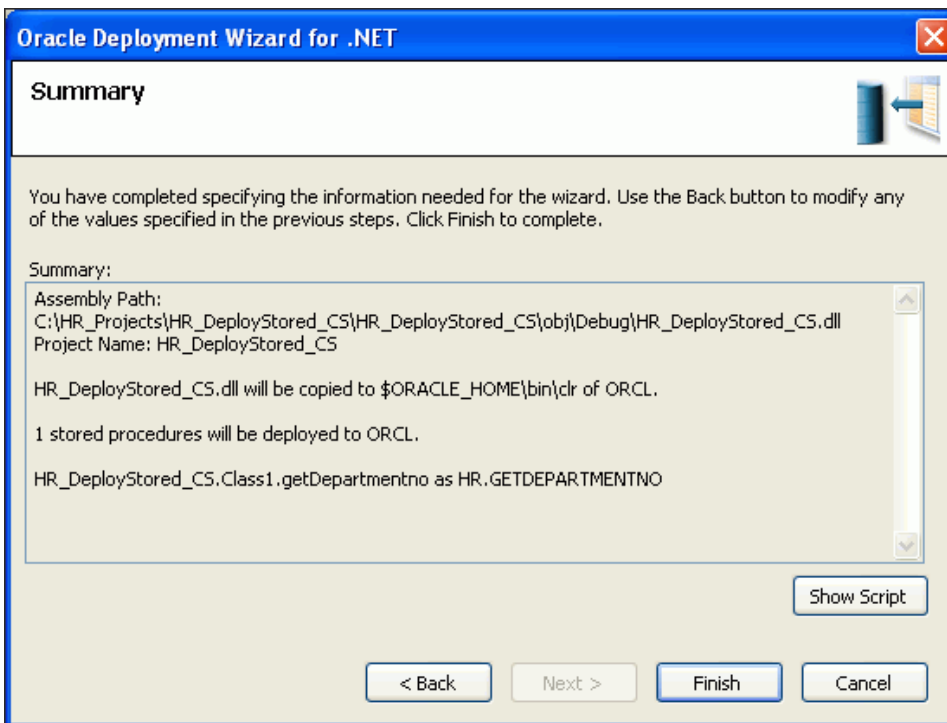 Oracle Deployment Wizard for .NET
Summary
You have completed specifying the information needed for the wizard. Use the Back button to modify any
of the values specified in the previous steps. Click Finish to complete.
Summary:
Assembly Path:
C:\HR_Projects\HR_DeployStored_CS\HR_DeployStored_CS\obj\Debug\HR_DeployStored_CS.dll
Project Name: HR_DeployStored_CS
HR_DeployStored_CS.dll will be copied to $ORACLE_HOME\bin\clr of ORCL.
1 stored procedures will be deployed to ORCL.
HR_DeployStored_CS.Class1.getDepartmentno as HR.GETDEPARTMENTNO
Show Script
< Back
Next >
Finish
Cancel